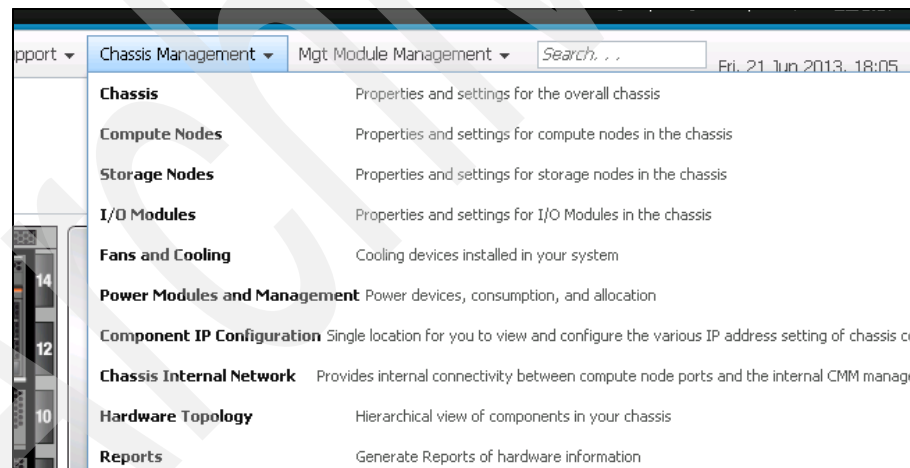 pport Chassis Management Mgt Module Management Search... Fri, 21 Jun 2013, 18:05
Chassis Properties and settings for the overall chassis
Compute Nodes Properties and settings for compute nodes in the chassis
Storage Nodes Properties and settings for storage nodes in the chassis
I/O Modules Properties and settings for I/O Modules in the chassis
Fans and Cooling Cooling devices installed in your system
14
Power Modules and Management Power devices, consumption, and allocation
Component IP Configuration Single location for you to view and configure the various IP address setting of chassis c
12
Chassis Internal Network Provides internal connectivity between compute node ports and the internal CMM manag
10
Hardware Topology Hierarchical view of components in your chassis
Reports Generate Reports of hardware information